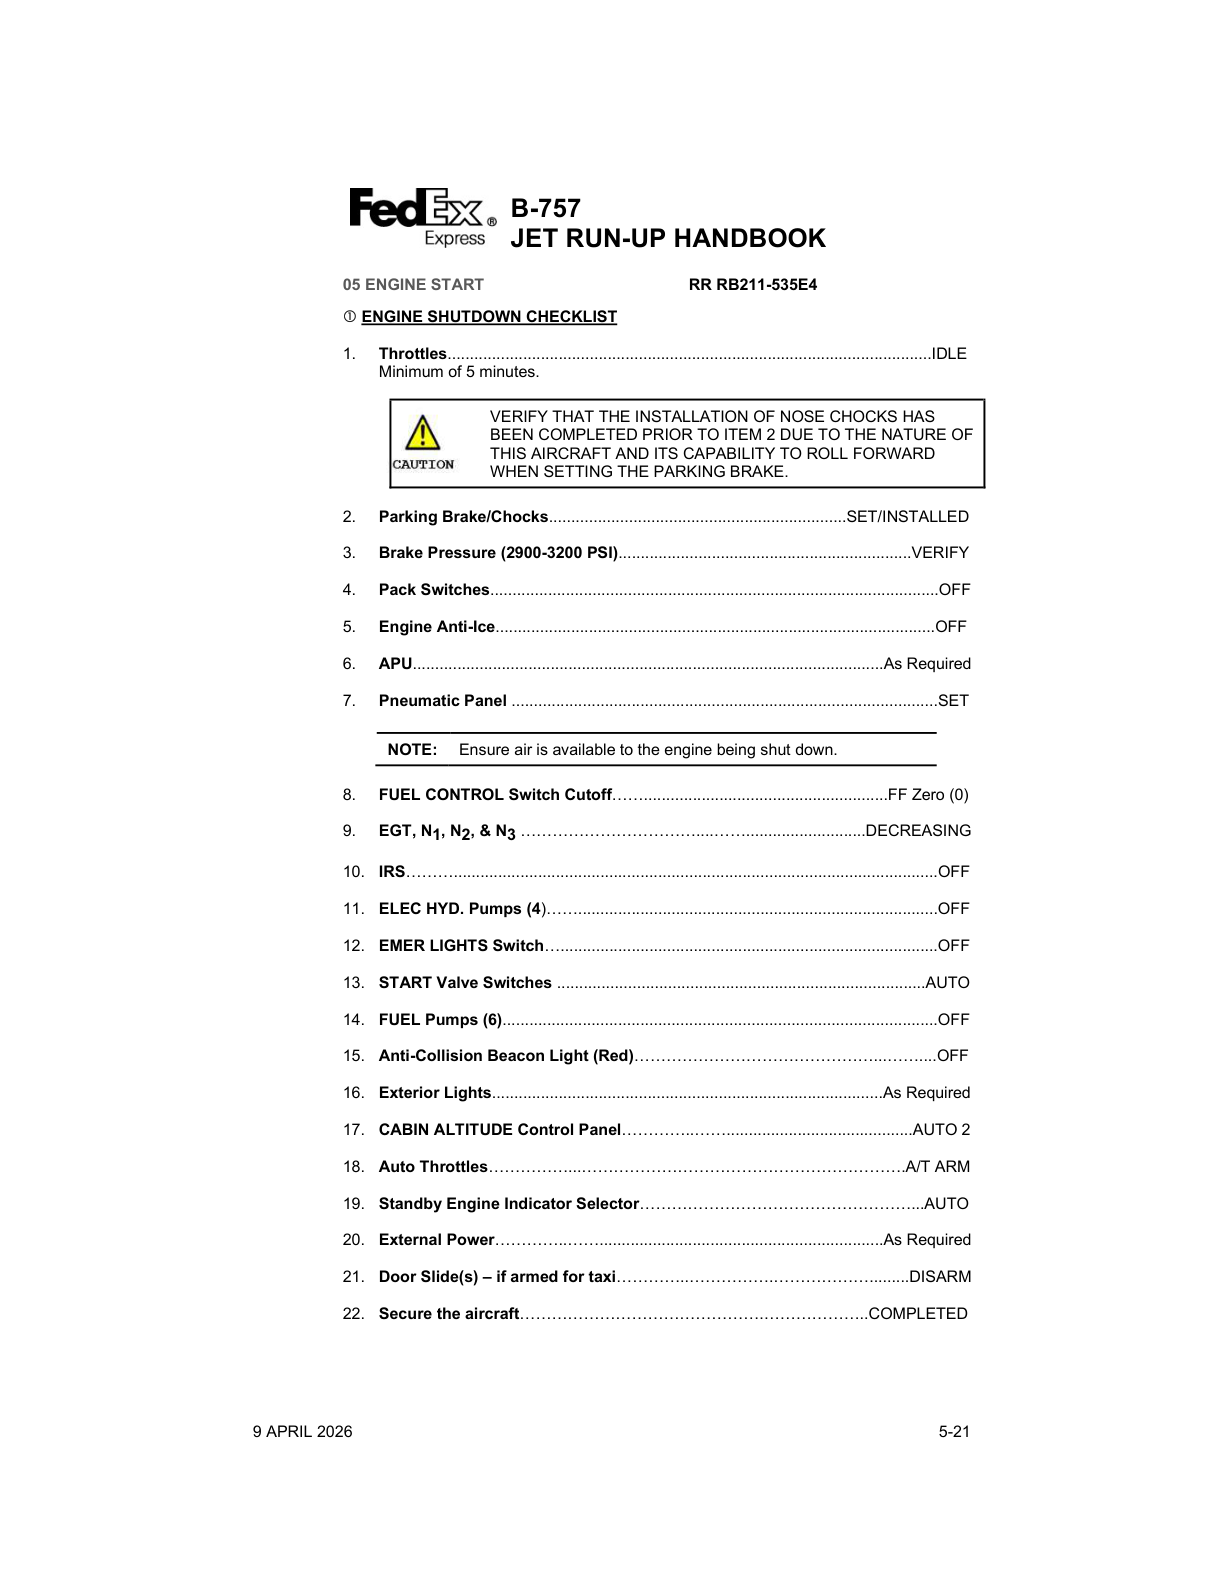 FedEx®
Express
B-757
JET RUN-UP HANDBOOK
05 ENGINE START RR RB211-535E4
① ENGINE SHUTDOWN CHECKLIST
1. Throttles.............................................................................................................IDLE
Minimum of 5 minutes.
CAUTION
VERIFY THAT THE INSTALLATION OF NOSE CHOCKS HAS
BEEN COMPLETED PRIOR TO ITEM 2 DUE TO THE NATURE OF
THIS AIRCRAFT AND ITS CAPABILITY TO ROLL FORWARD
WHEN SETTING THE PARKING BRAKE.
2. Parking Brake/Chocks...................................................................SET/INSTALLED
3. Brake Pressure (2900-3200 PSI)..................................................................VERIFY
4. Pack Switches.....................................................................................................OFF
5. Engine Anti-Ice...................................................................................................OFF
6. APU..........................................................................................................As Required
7. Pneumatic Panel ................................................................................................SET
NOTE: Ensure air is available to the engine being shut down.
8. FUEL CONTROL Switch Cutoff…….......................................................FF Zero (0)
9. EGT, N1, N2, & N3 ……………………………....……...........................DECREASING
10. IRS………............................................................................................................OFF
11. ELEC HYD. Pumps (4)……................................................................................OFF
12. EMER LIGHTS Switch….....................................................................................OFF
13. START Valve Switches ...................................................................................AUTO
14. FUEL Pumps (6)..................................................................................................OFF
15. Anti-Collision Beacon Light (Red)………………………………………...……....OFF
16. Exterior Lights........................................................................................As Required
17. CABIN ALTITUDE Control Panel…………..……..........................................AUTO 2
18. Auto Throttles……………....…………………………………………………….A/T ARM
19. Standby Engine Indicator Selector……………………………………………...AUTO
20. External Power…………..……................................................................As Required
21. Door Slide(s) – if armed for taxi…………..……………………………….........DISARM
22. Secure the aircraft…………………………………………………………..COMPLETED
9 APRIL 2026 5-21